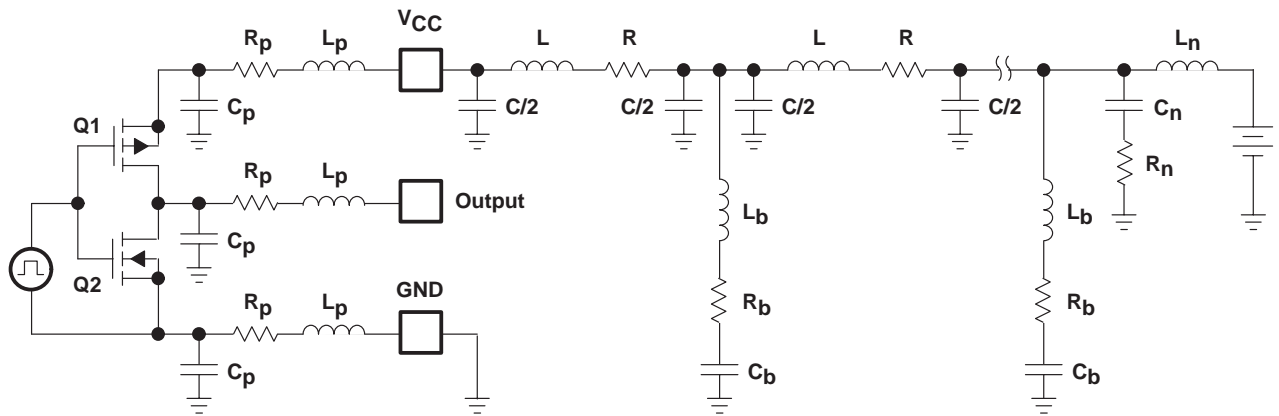 VCC
Rp Lp L R L R Ln
Cp C/2 C/2 C/2 C/2 Cn
Q1
Rp Lp Rn
Output Lb Lb
Cp
Q2
GND
Rp Lp Rb Rb
Cp Cb Cb